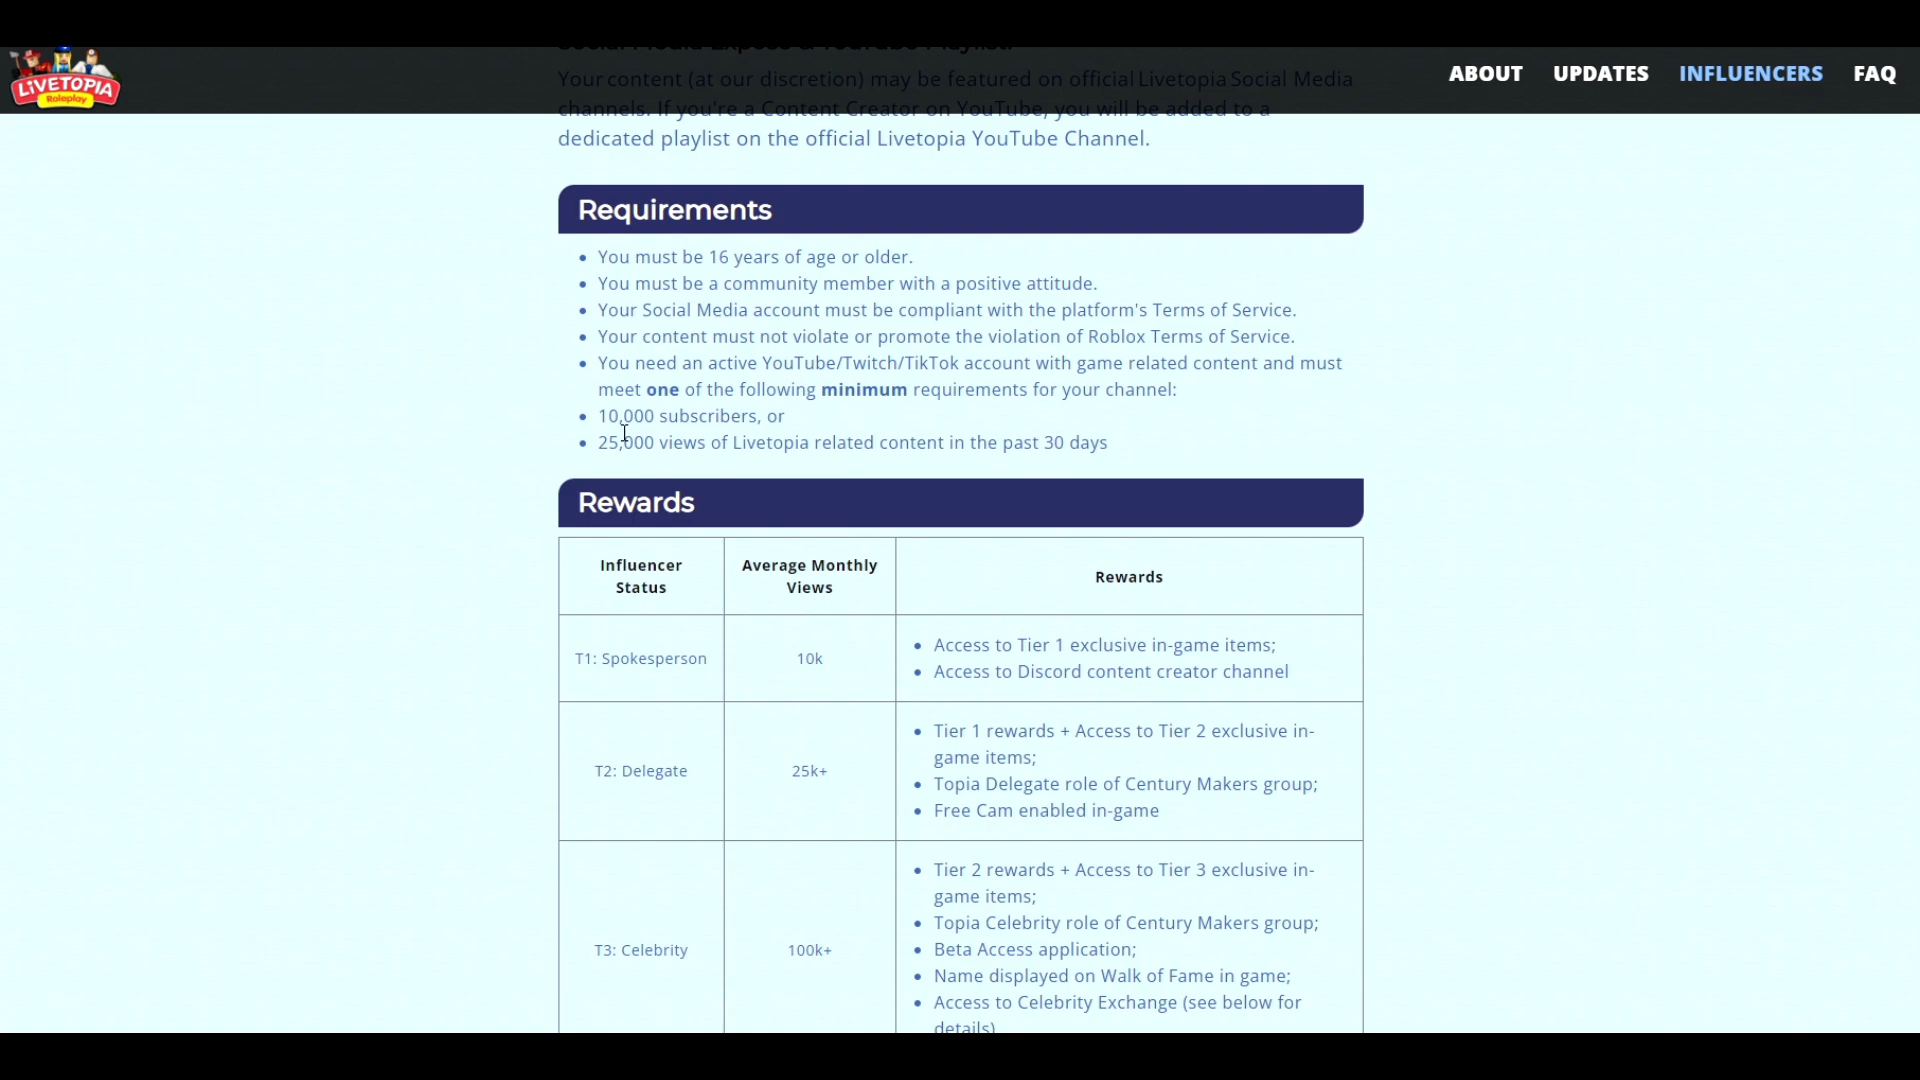 LIVETOPIA
Roleplay
ABOUT
UPDATES
INFLUENCERS
FAQ
Social Media Expose & YouTube Playlist:
Your content (at our discretion) may be featured on official Livetopia Social Media
channels. If you're a Content Creator on YouTube, you will be added to a
dedicated playlist on the official Livetopia YouTube Channel.
Requirements
• You must be 16 years of age or older.
• You must be a community member with a positive attitude.
• Your Social Media account must be compliant with the platform's Terms of Service.
• Your content must not violate or promote the violation of Roblox Terms of Service.
• You need an active YouTube/Twitch/TikTok account with game related content and must
meet one of the following minimum requirements for your channel:
• 10,000 subscribers, or
• 25,000 views of Livetopia related content in the past 30 days
Rewards
Influencer
Status
Average Monthly
Views
Rewards
T1: Spokesperson
10k
• Access to Tier 1 exclusive in-game items;
• Access to Discord content creator channel
T2: Delegate
25k+
• Tier 1 rewards + Access to Tier 2 exclusive in-
game items;
• Topia Delegate role of Century Makers group;
• Free Cam enabled in-game
T3: Celebrity
100k+
• Tier 2 rewards + Access to Tier 3 exclusive in-
game items;
• Topia Celebrity role of Century Makers group;
• Beta Access application;
• Name displayed on Walk of Fame in game;
• Access to Celebrity Exchange (see below for
details)